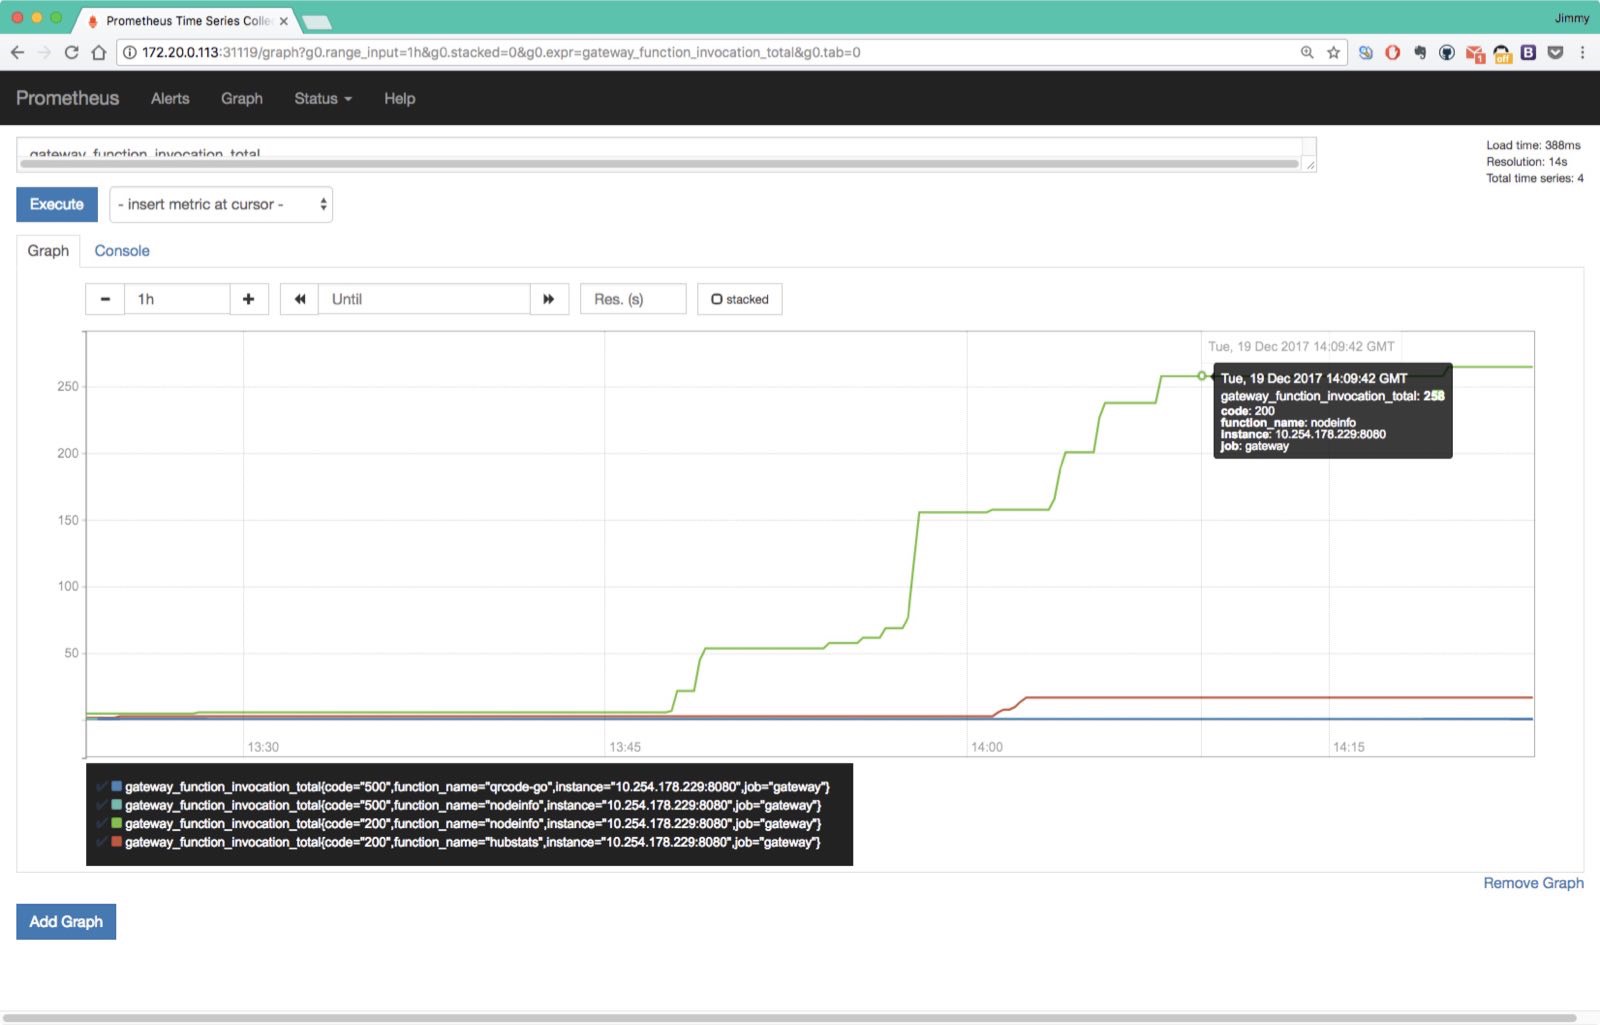 Prometheus Time Series Colle
Jimmy
172.20.0.113:31119/graph?g0.range_input=1h&g0.stacked=0&g0.expr=gateway_function_invocation_total&g0.tab=0
1
off
B
Prometheus Alerts Graph Status Help
gateway_function_invocation_total
Load time: 388ms
Resolution: 14s
Total time series: 4
Execute
- insert metric at cursor -
Graph Console
- 1h + Until Res. (s) stacked
Tue, 19 Dec 2017 14:09:42 GMT
Tue, 19 Dec 2017 14:09:42 GMT
gateway_function_invocation_total: 258
code: 200
function_name: nodeinfo
instance: 10.254.178.229:8080
job: gateway
250
200
150
100
50
13:30 13:45 14:00 14:15
gateway_function_invocation_total{code="500",function_name="qrcode-go",instance="10.254.178.229:8080",job="gateway"}
gateway_function_invocation_total{code="500",function_name="nodeinfo",instance="10.254.178.229:8080",job="gateway"}
gateway_function_invocation_total{code="200",function_name="nodeinfo",instance="10.254.178.229:8080",job="gateway"}
gateway_function_invocation_total{code="200",function_name="hubstats",instance="10.254.178.229:8080",job="gateway"}
Remove Graph
Add Graph